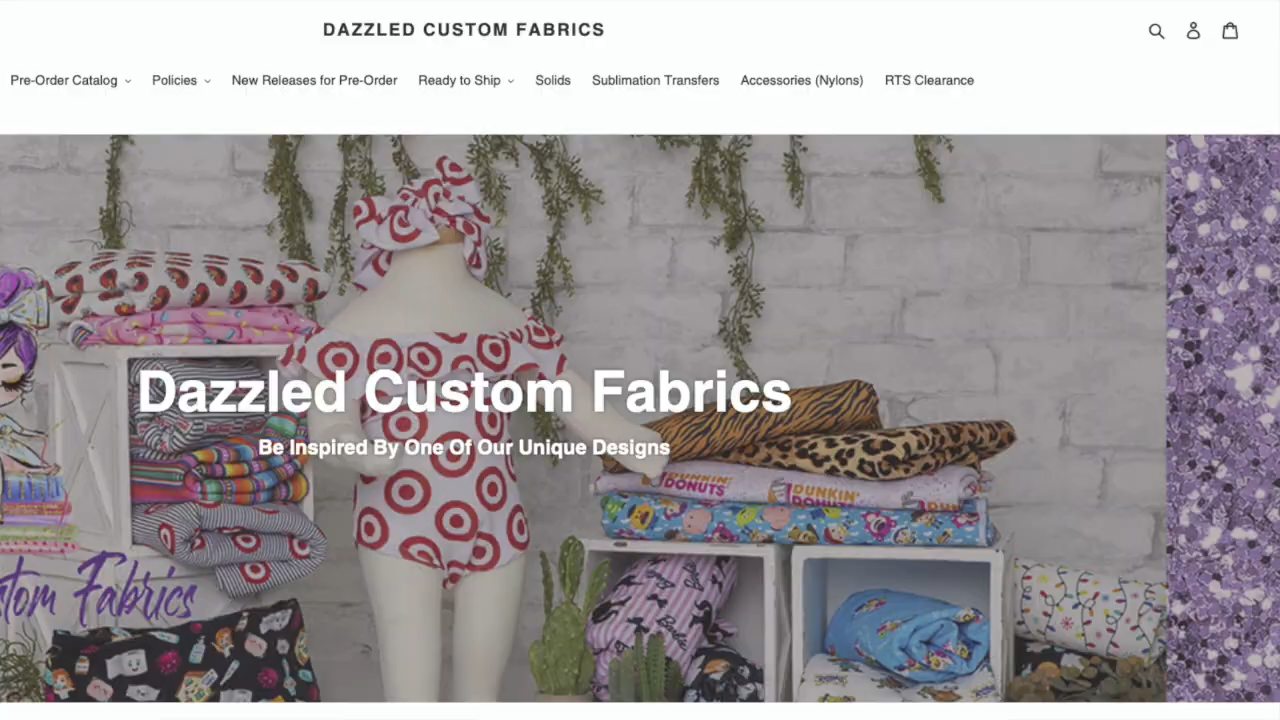 DAZZLED CUSTOM FABRICS
Pre-Order Catalog
Policies
New Releases for Pre-Order
Ready to Ship
Solids
Sublimation Transfers
Accessories (Nylons)
RTS Clearance
Dazzled Custom Fabrics
Be Inspired By One Of Our Unique Designs
DUNKIN'
DONUTS
DUNKIN'
stom Fabrics